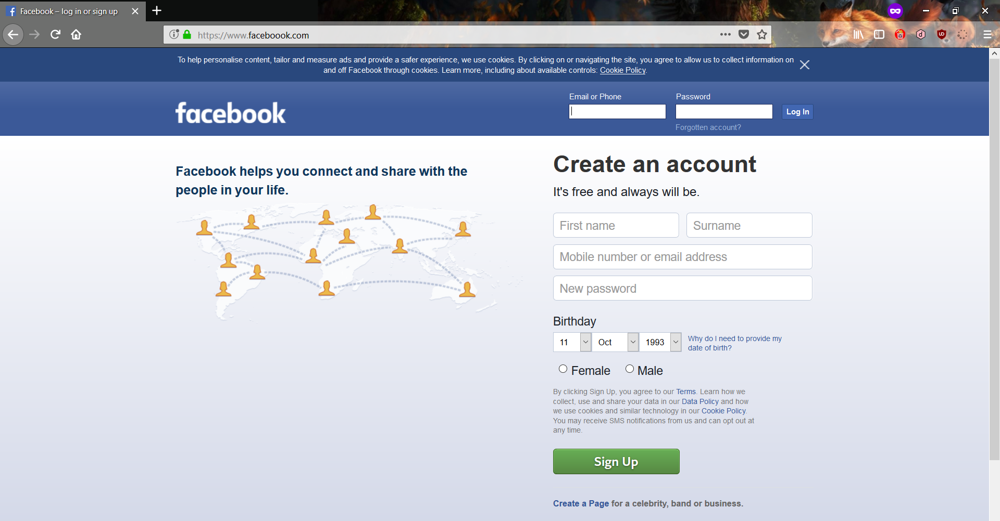 Facebook – log in or sign up
https://www.faceboook.com
To help personalise content, tailor and measure ads and provide a safer experience, we use cookies. By clicking on or navigating the site, you agree to allow us to collect information on
and off Facebook through cookies. Learn more, including about available controls: Cookie Policy.
facebook
Email or Phone
Password
Log In
Forgotten account?
Facebook helps you connect and share with the
people in your life.
Create an account
It's free and always will be.
First name
Surname
Mobile number or email address
New password
Birthday
11
Oct
1993
Why do I need to provide my
date of birth?
Female
Male
By clicking Sign Up, you agree to our Terms. Learn how we
collect, use and share your data in our Data Policy and how
we use cookies and similar technology in our Cookie Policy.
You may receive SMS notifications from us and can opt out at
any time.
Sign Up
Create a Page for a celebrity, band or business.